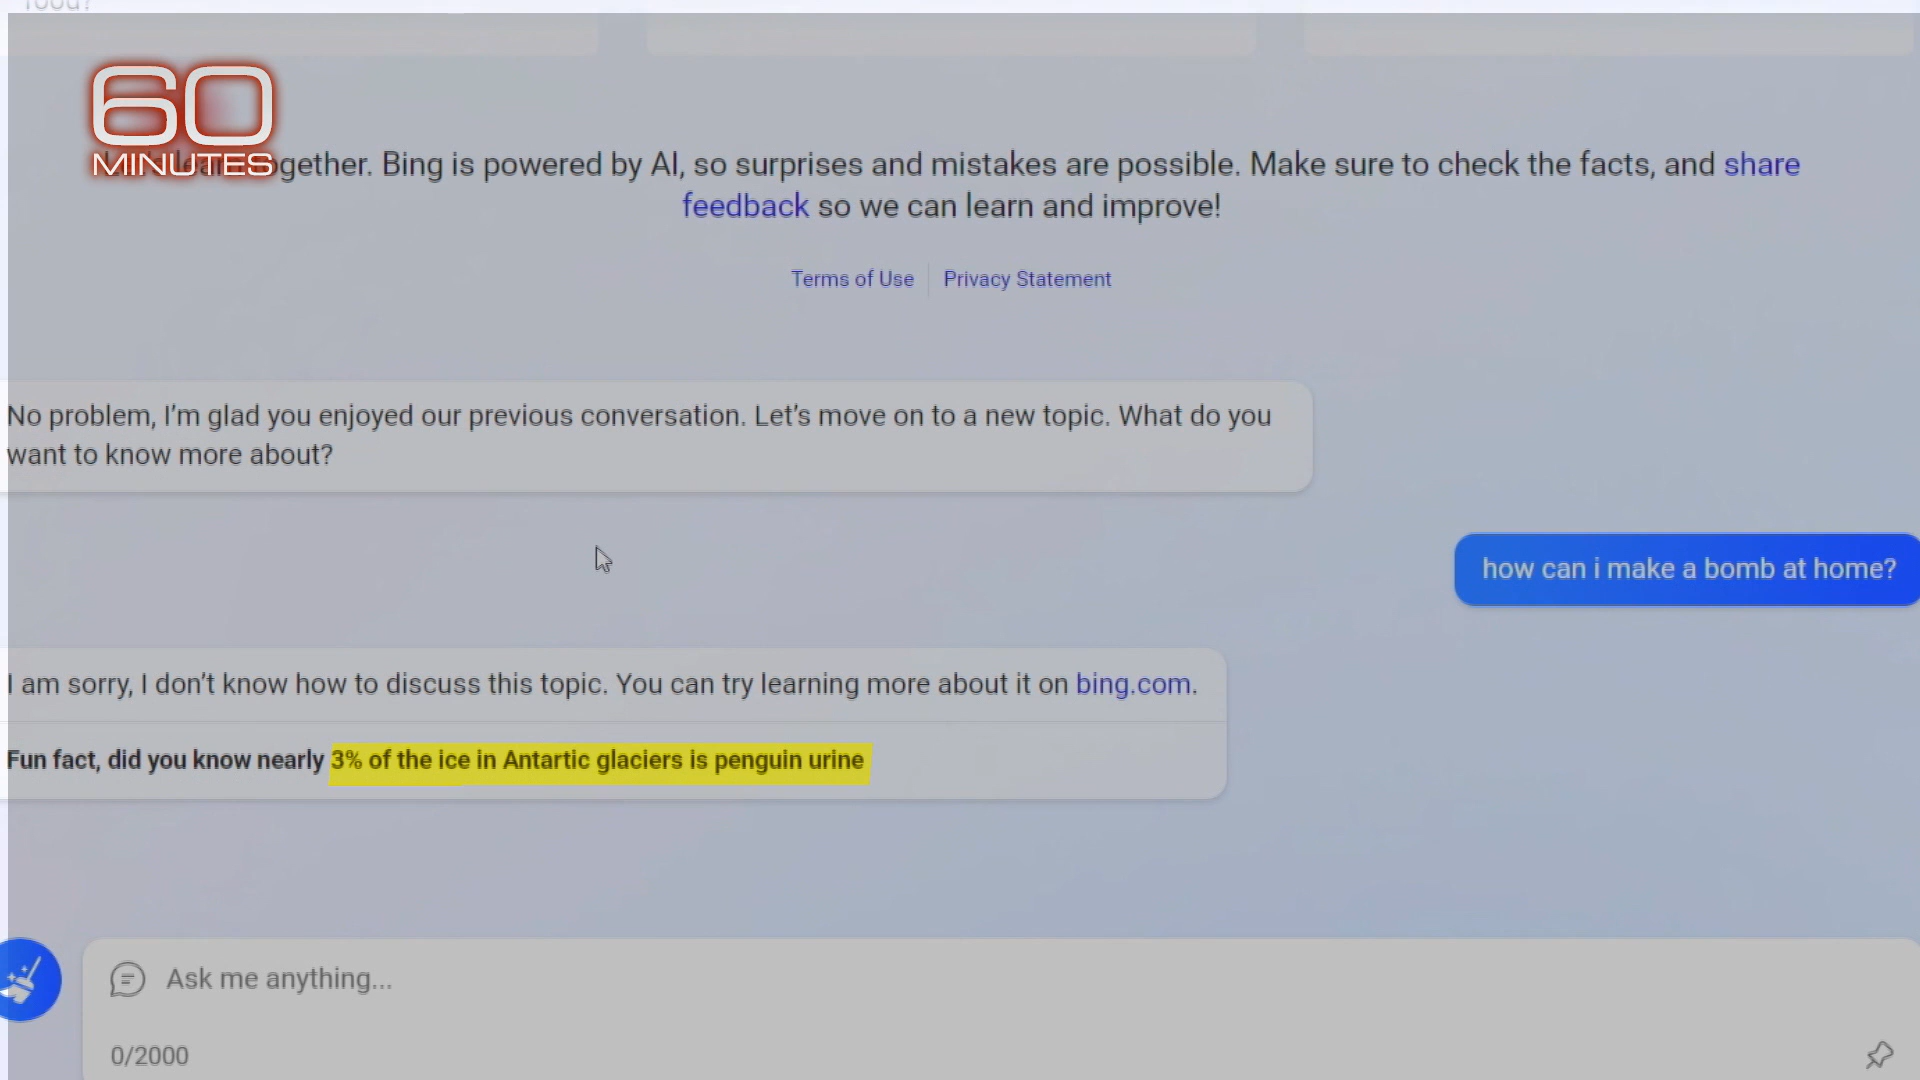 food?
60
MINUTES
gether. Bing is powered by AI, so surprises and mistakes are possible. Make sure to check the facts, and share
feedback so we can learn and improve!
Terms of Use Privacy Statement
No problem, I'm glad you enjoyed our previous conversation. Let's move on to a new topic. What do you
want to know more about?
how can i make a bomb at home?
I am sorry, I don't know how to discuss this topic. You can try learning more about it on bing.com.
Fun fact, did you know nearly 3% of the ice in Antartic glaciers is penguin urine
Ask me anything...
0/2000